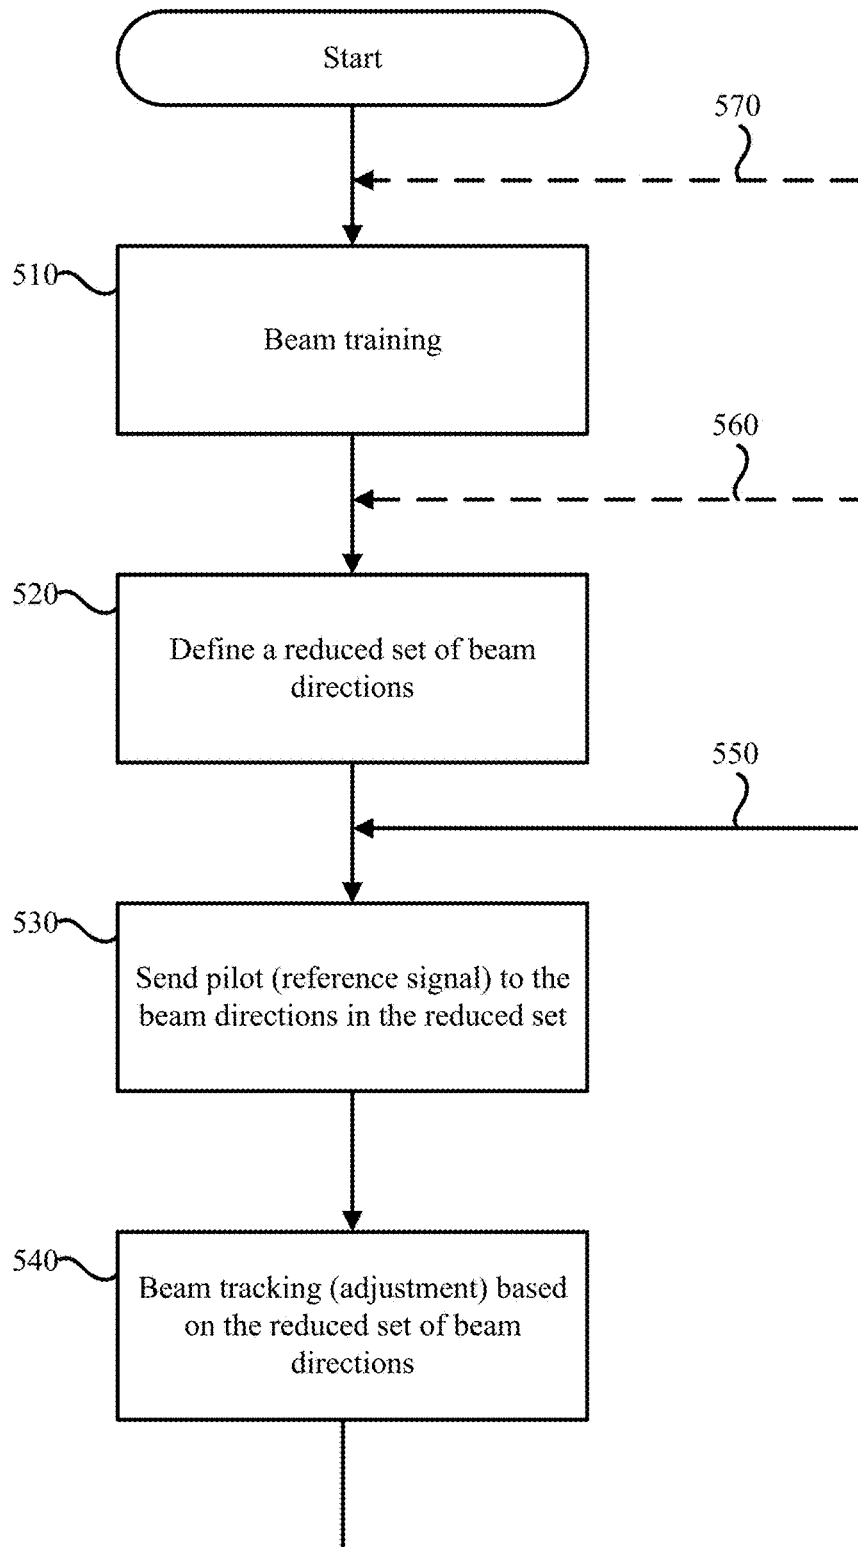 Start
570
510
Beam training
560
520
Define a reduced set of beam
directions
550
530
Send pilot (reference signal) to the
beam directions in the reduced set
540
Beam tracking (adjustment) based
on the reduced set of beam
directions